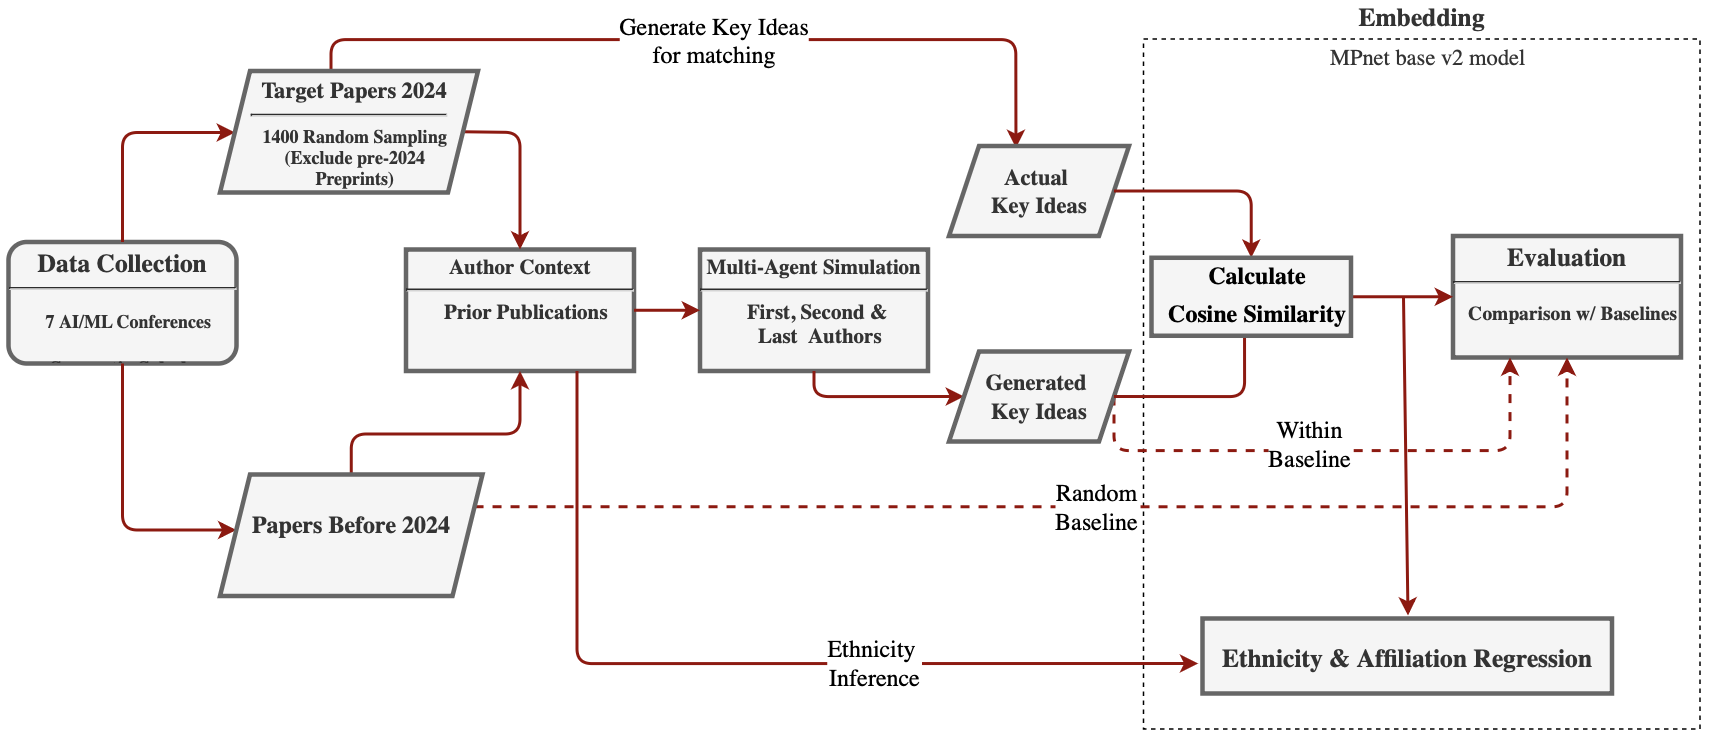 Generate Key Ideas
for matching
Embedding
MPnet base v2 model
Target Papers 2024
1400 Random Sampling
(Exclude pre-2024
Preprints)
Actual
Key Ideas
Data Collection
7 AI/ML Conferences
Author Context
Prior Publications
Multi-Agent Simulation
First, Second &
Last Authors
Calculate
Cosine Similarity
Evaluation
Comparison w/ Baselines
Generated
Key Ideas
Within
Baseline
Random
Baseline
Papers Before 2024
Ethnicity
Inference
Ethnicity & Affiliation Regression